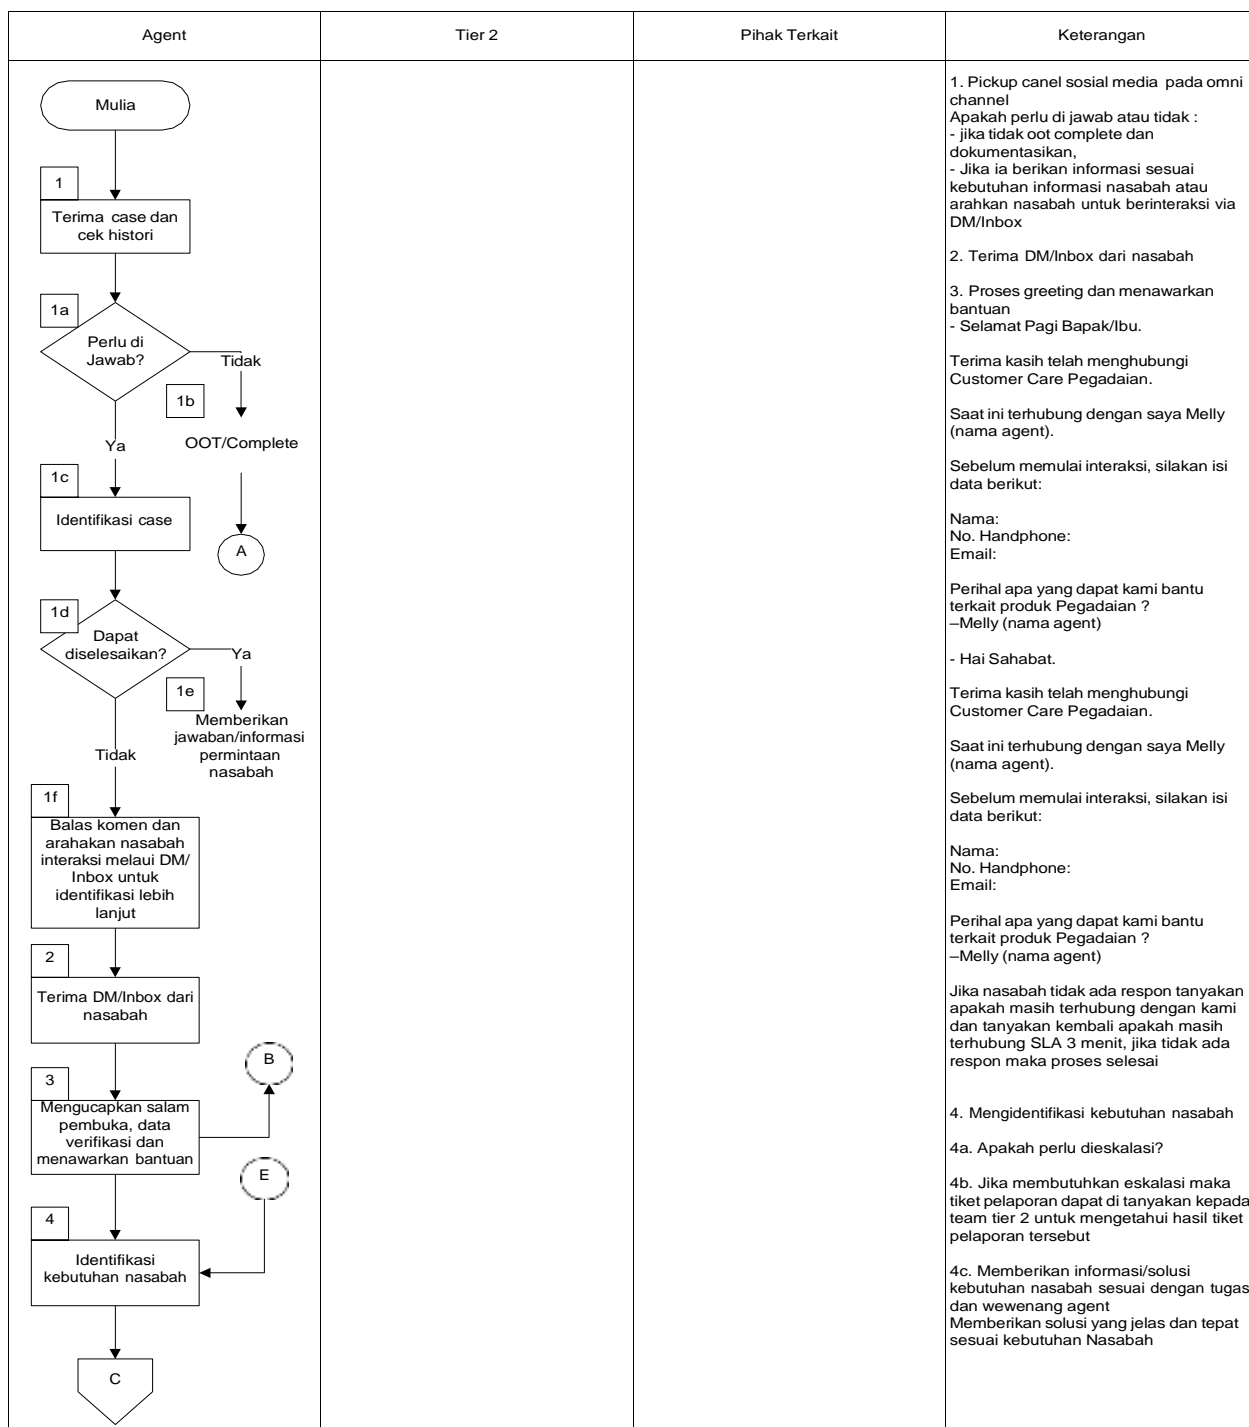 Agent
Tier 2
Pihak Terkait
Keterangan
Mulia
1
Terima case dan
cek histori
1a
Perlu di
Jawab?
Tidak
1b
OOT/Complete
Ya
A
1c
Identifikasi case
1d
Dapat
diselesaikan?
Ya
1e
Memberikan
jawaban/informasi
permintaan
nasabah
Tidak
1f
Balas komen dan
arahakan nasabah
interaksi melaui DM/
Inbox untuk
identifikasi lebih
lanjut
2
Terima DM/Inbox dari
nasabah
B
3
Mengucapkan salam
pembuka, data
verifikasi dan
menawarkan bantuan
E
4
Identifikasi
kebutuhan nasabah
C
1. Pickup canel sosial media pada omni
channel
Apakah perlu di jawab atau tidak :
- jika tidak oot complete dan
dokumentasikan,
- Jika ia berikan informasi sesuai
kebutuhan informasi nasabah atau
arahkan nasabah untuk berinteraksi via
DM/Inbox
2. Terima DM/Inbox dari nasabah
3. Proses greeting dan menawarkan
bantuan
- Selamat Pagi Bapak/Ibu.
Terima kasih telah menghubungi
Customer Care Pegadaian.
Saat ini terhubung dengan saya Melly
(nama agent).
Sebelum memulai interaksi, silakan isi
data berikut:
Nama:
No. Handphone:
Email:
Perihal apa yang dapat kami bantu
terkait produk Pegadaian ?
–Melly (nama agent)
- Hai Sahabat.
Terima kasih telah menghubungi
Customer Care Pegadaian.
Saat ini terhubung dengan saya Melly
(nama agent).
Sebelum memulai interaksi, silakan isi
data berikut:
Nama:
No. Handphone:
Email:
Perihal apa yang dapat kami bantu
terkait produk Pegadaian ?
–Melly (nama agent)
Jika nasabah tidak ada respon tanyakan
apakah masih terhubung dengan kami
dan tanyakan kembali apakah masih
terhubung SLA 3 menit, jika tidak ada
respon maka proses selesai
4. Mengidentifikasi kebutuhan nasabah
4a. Apakah perlu dieskalasi?
4b. Jika membutuhkan eskalasi maka
tiket pelaporan dapat di tanyakan kepada
team tier 2 untuk mengetahui hasil tiket
pelaporan tersebut
4c. Memberikan informasi/solusi
kebutuhan nasabah sesuai dengan tugas
dan wewenang agent
Memberikan solusi yang jelas dan tepat
sesuai kebutuhan Nasabah